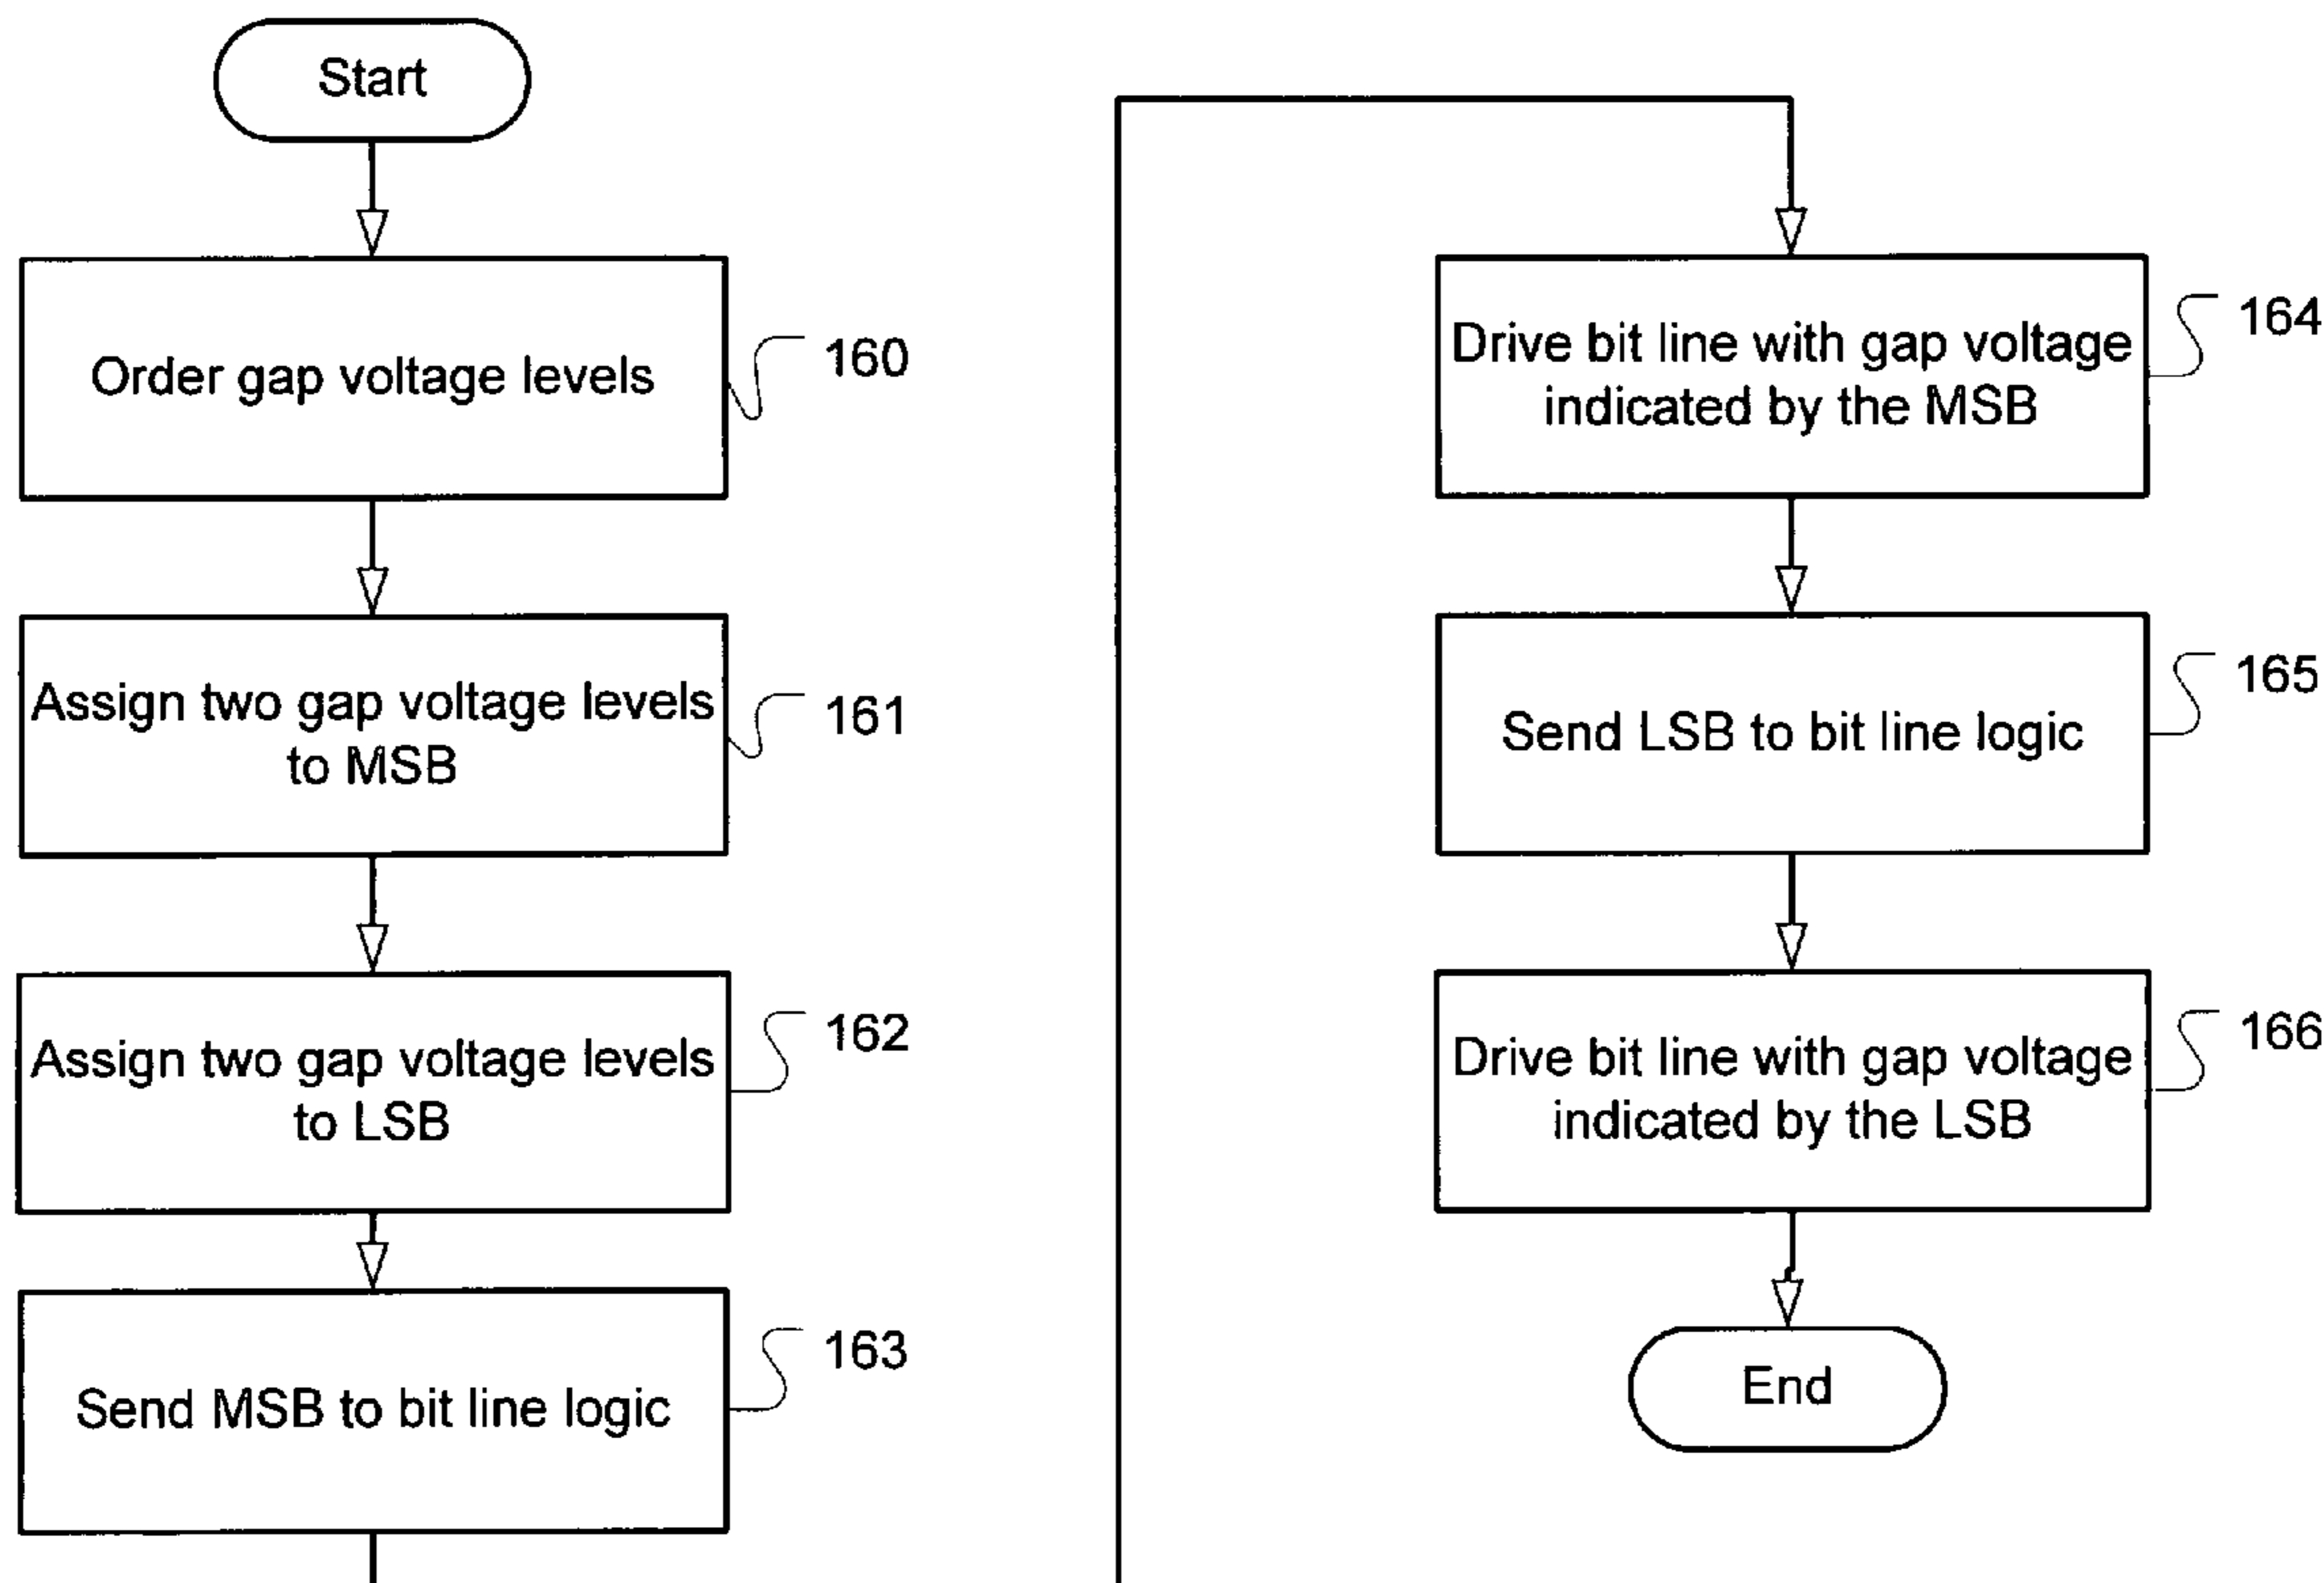 Start
Order gap voltage levels
160
Assign two gap voltage levels
to MSB
161
Assign two gap voltage levels
to LSB
162
Send MSB to bit line logic
163
Drive bit line with gap voltage
indicated by the MSB
164
Send LSB to bit line logic
165
Drive bit line with gap voltage
indicated by the LSB
166
End